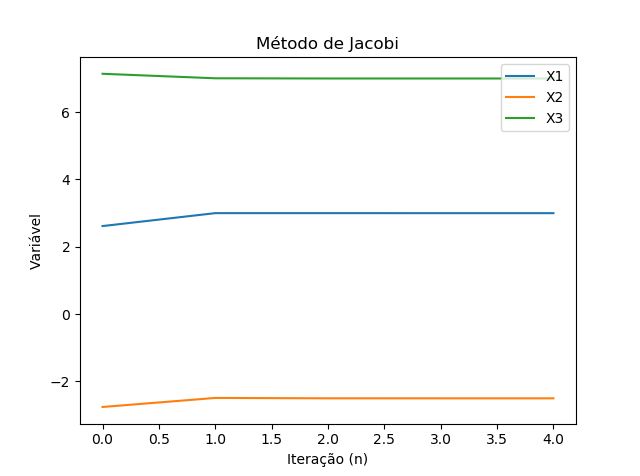 Método de Jacobi
X1
X2
X3
6
4
2
0
−2
Variável
0.0 0.5 1.0 1.5 2.0 2.5 3.0 3.5 4.0
Iteração (n)